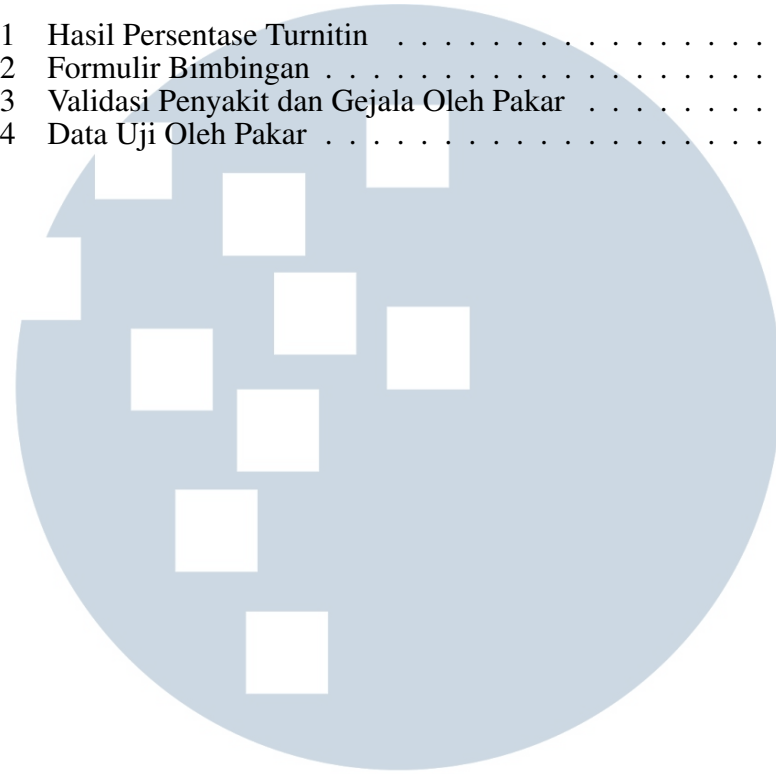 1 Hasil Persentase Turnitin . . . . . . . . . . . . . . . . .
2 Formulir Bimbingan . . . . . . . . . . . . . . . . . . .
3 Validasi Penyakit dan Gejala Oleh Pakar . . . . . . . .
4 Data Uji Oleh Pakar . . . . . . . . . . . . . . . . . . .